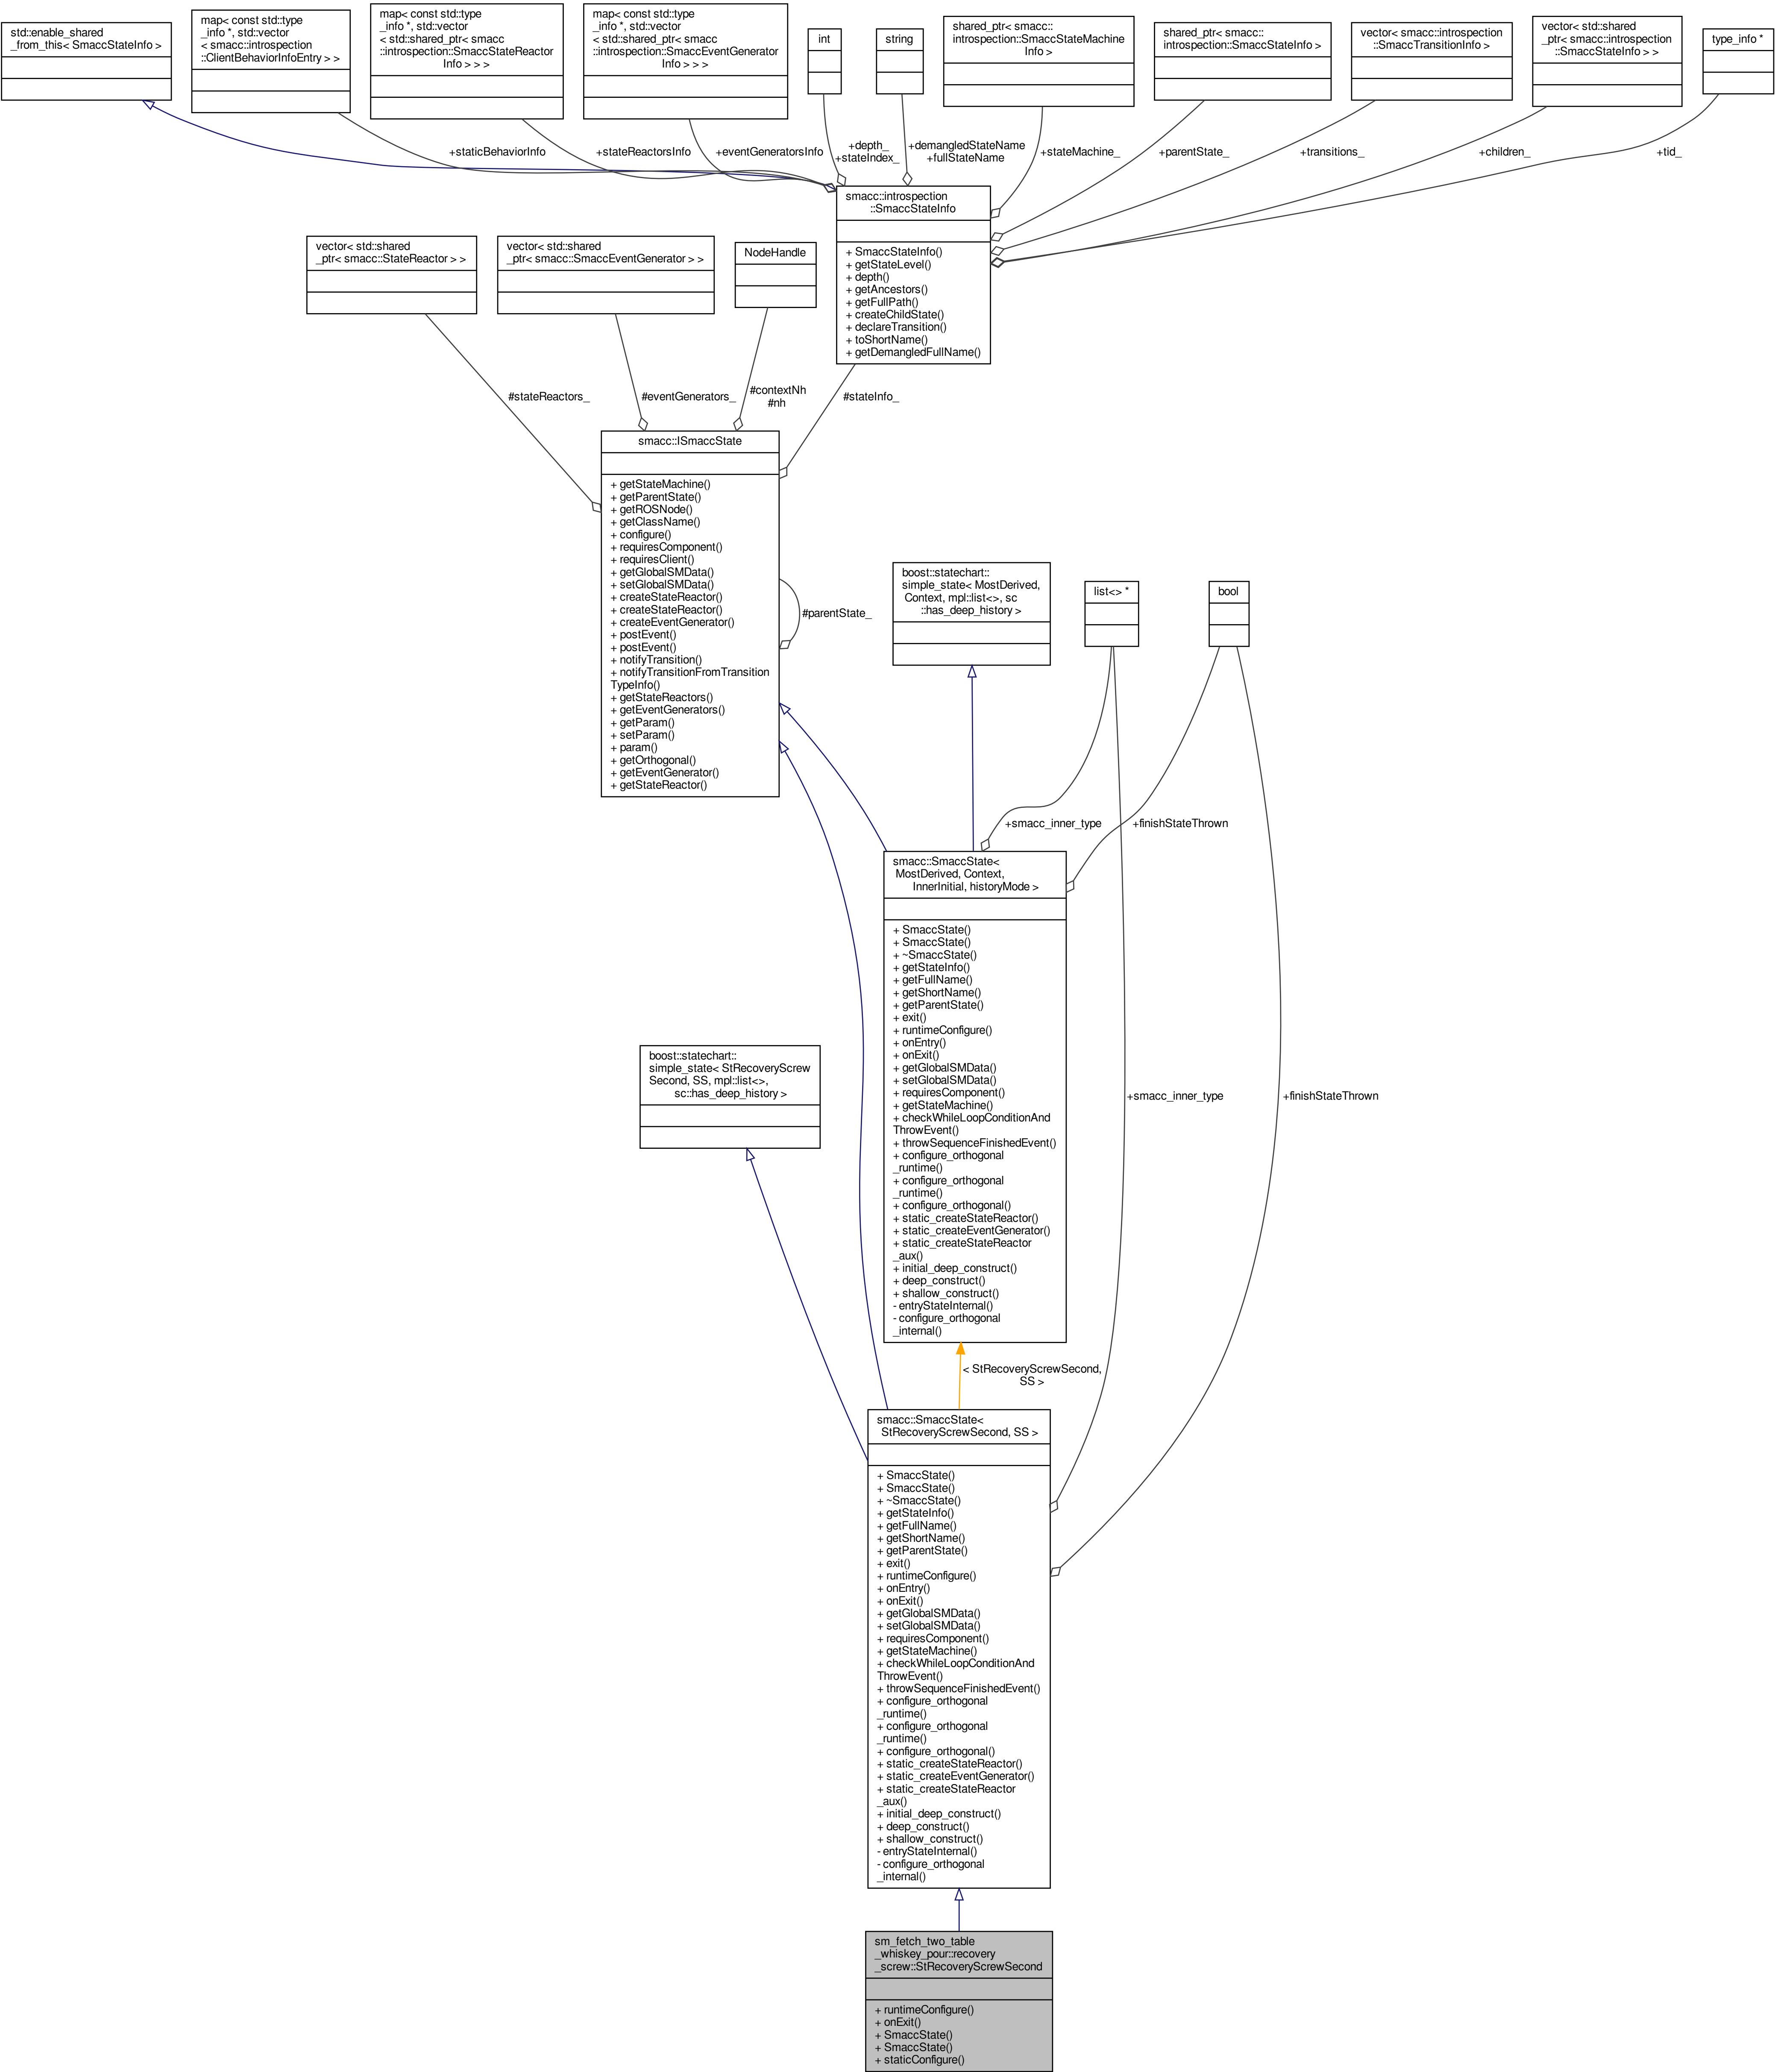 std::enable_shared
_from_this< SmaccStateInfo >
map< const std::type
_info *, std::vector
< smacc::introspection
::ClientBehaviorInfoEntry > >
map< const std::type
_info *, std::vector
< std::shared_ptr< smacc
::introspection::SmaccStateReactor
Info > > >
map< const std::type
_info *, std::vector
< std::shared_ptr< smacc
::introspection::SmaccEventGenerator
Info > > >
int
string
shared_ptr< smacc::
introspection::SmaccStateMachine
Info >
shared_ptr< smacc::
introspection::SmaccStateInfo >
vector< smacc::introspection
::SmaccTransitionInfo >
vector< std::shared
_ptr< smacc::introspection
::SmaccStateInfo > >
type_info *
+staticBehaviorInfo
+stateReactorsInfo
+eventGeneratorsInfo
+depth_
+stateIndex_
+demangledStateName
+fullStateName
+stateMachine_
+parentState_
+transitions_
+children_
+tid_
smacc::introspection
::SmaccStateInfo
+ SmaccStateInfo()
+ getStateLevel()
+ depth()
+ getAncestors()
+ getFullPath()
+ createChildState()
+ declareTransition()
+ toShortName()
+ getDemangledFullName()
vector< std::shared
_ptr< smacc::StateReactor > >
vector< std::shared
_ptr< smacc::SmaccEventGenerator > >
NodeHandle
#stateReactors_
#eventGenerators_
#contextNh
#nh
#stateInfo_
smacc::ISmaccState
+ getStateMachine()
+ getParentState()
+ getROSNode()
+ getClassName()
+ configure()
+ requiresComponent()
+ requiresClient()
+ getGlobalSMData()
+ setGlobalSMData()
+ createStateReactor()
+ createStateReactor()
+ createEventGenerator()
+ postEvent()
+ postEvent()
+ notifyTransition()
+ notifyTransitionFromTransition
TypeInfo()
+ getStateReactors()
+ getEventGenerators()
+ getParam()
+ setParam()
+ param()
+ getOrthogonal()
+ getEventGenerator()
+ getStateReactor()
#parentState_
boost::statechart::
simple_state< MostDerived,
Context, mpl::list<>, sc
::has_deep_history >
list<> *
bool
+smacc_inner_type
+finishStateThrown
smacc::SmaccState<
MostDerived, Context,
InnerInitial, historyMode >
+ SmaccState()
+ SmaccState()
+ ~SmaccState()
+ getStateInfo()
+ getFullName()
+ getShortName()
+ getParentState()
+ exit()
+ runtimeConfigure()
+ onEntry()
+ onExit()
+ getGlobalSMData()
+ setGlobalSMData()
+ requiresComponent()
+ getStateMachine()
+ checkWhileLoopConditionAnd
ThrowEvent()
+ throwSequenceFinishedEvent()
+ configure_orthogonal
_runtime()
+ configure_orthogonal
_runtime()
+ configure_orthogonal()
+ static_createStateReactor()
+ static_createEventGenerator()
+ static_createStateReactor
_aux()
+ initial_deep_construct()
+ deep_construct()
+ shallow_construct()
- entryStateInternal()
- configure_orthogonal
_internal()
boost::statechart::
simple_state< StRecoveryScrew
Second, SS, mpl::list<>,
sc::has_deep_history >
+smacc_inner_type
+finishStateThrown
< StRecoveryScrewSecond,
SS >
smacc::SmaccState<
StRecoveryScrewSecond, SS >
+ SmaccState()
+ SmaccState()
+ ~SmaccState()
+ getStateInfo()
+ getFullName()
+ getShortName()
+ getParentState()
+ exit()
+ runtimeConfigure()
+ onEntry()
+ onExit()
+ getGlobalSMData()
+ setGlobalSMData()
+ requiresComponent()
+ getStateMachine()
+ checkWhileLoopConditionAnd
ThrowEvent()
+ throwSequenceFinishedEvent()
+ configure_orthogonal
_runtime()
+ configure_orthogonal
_runtime()
+ configure_orthogonal()
+ static_createStateReactor()
+ static_createEventGenerator()
+ static_createStateReactor
_aux()
+ initial_deep_construct()
+ deep_construct()
+ shallow_construct()
- entryStateInternal()
- configure_orthogonal
_internal()
sm_fetch_two_table
_whiskey_pour::recovery
_screw::StRecoveryScrewSecond
+ runtimeConfigure()
+ onExit()
+ SmaccState()
+ SmaccState()
+ staticConfigure()